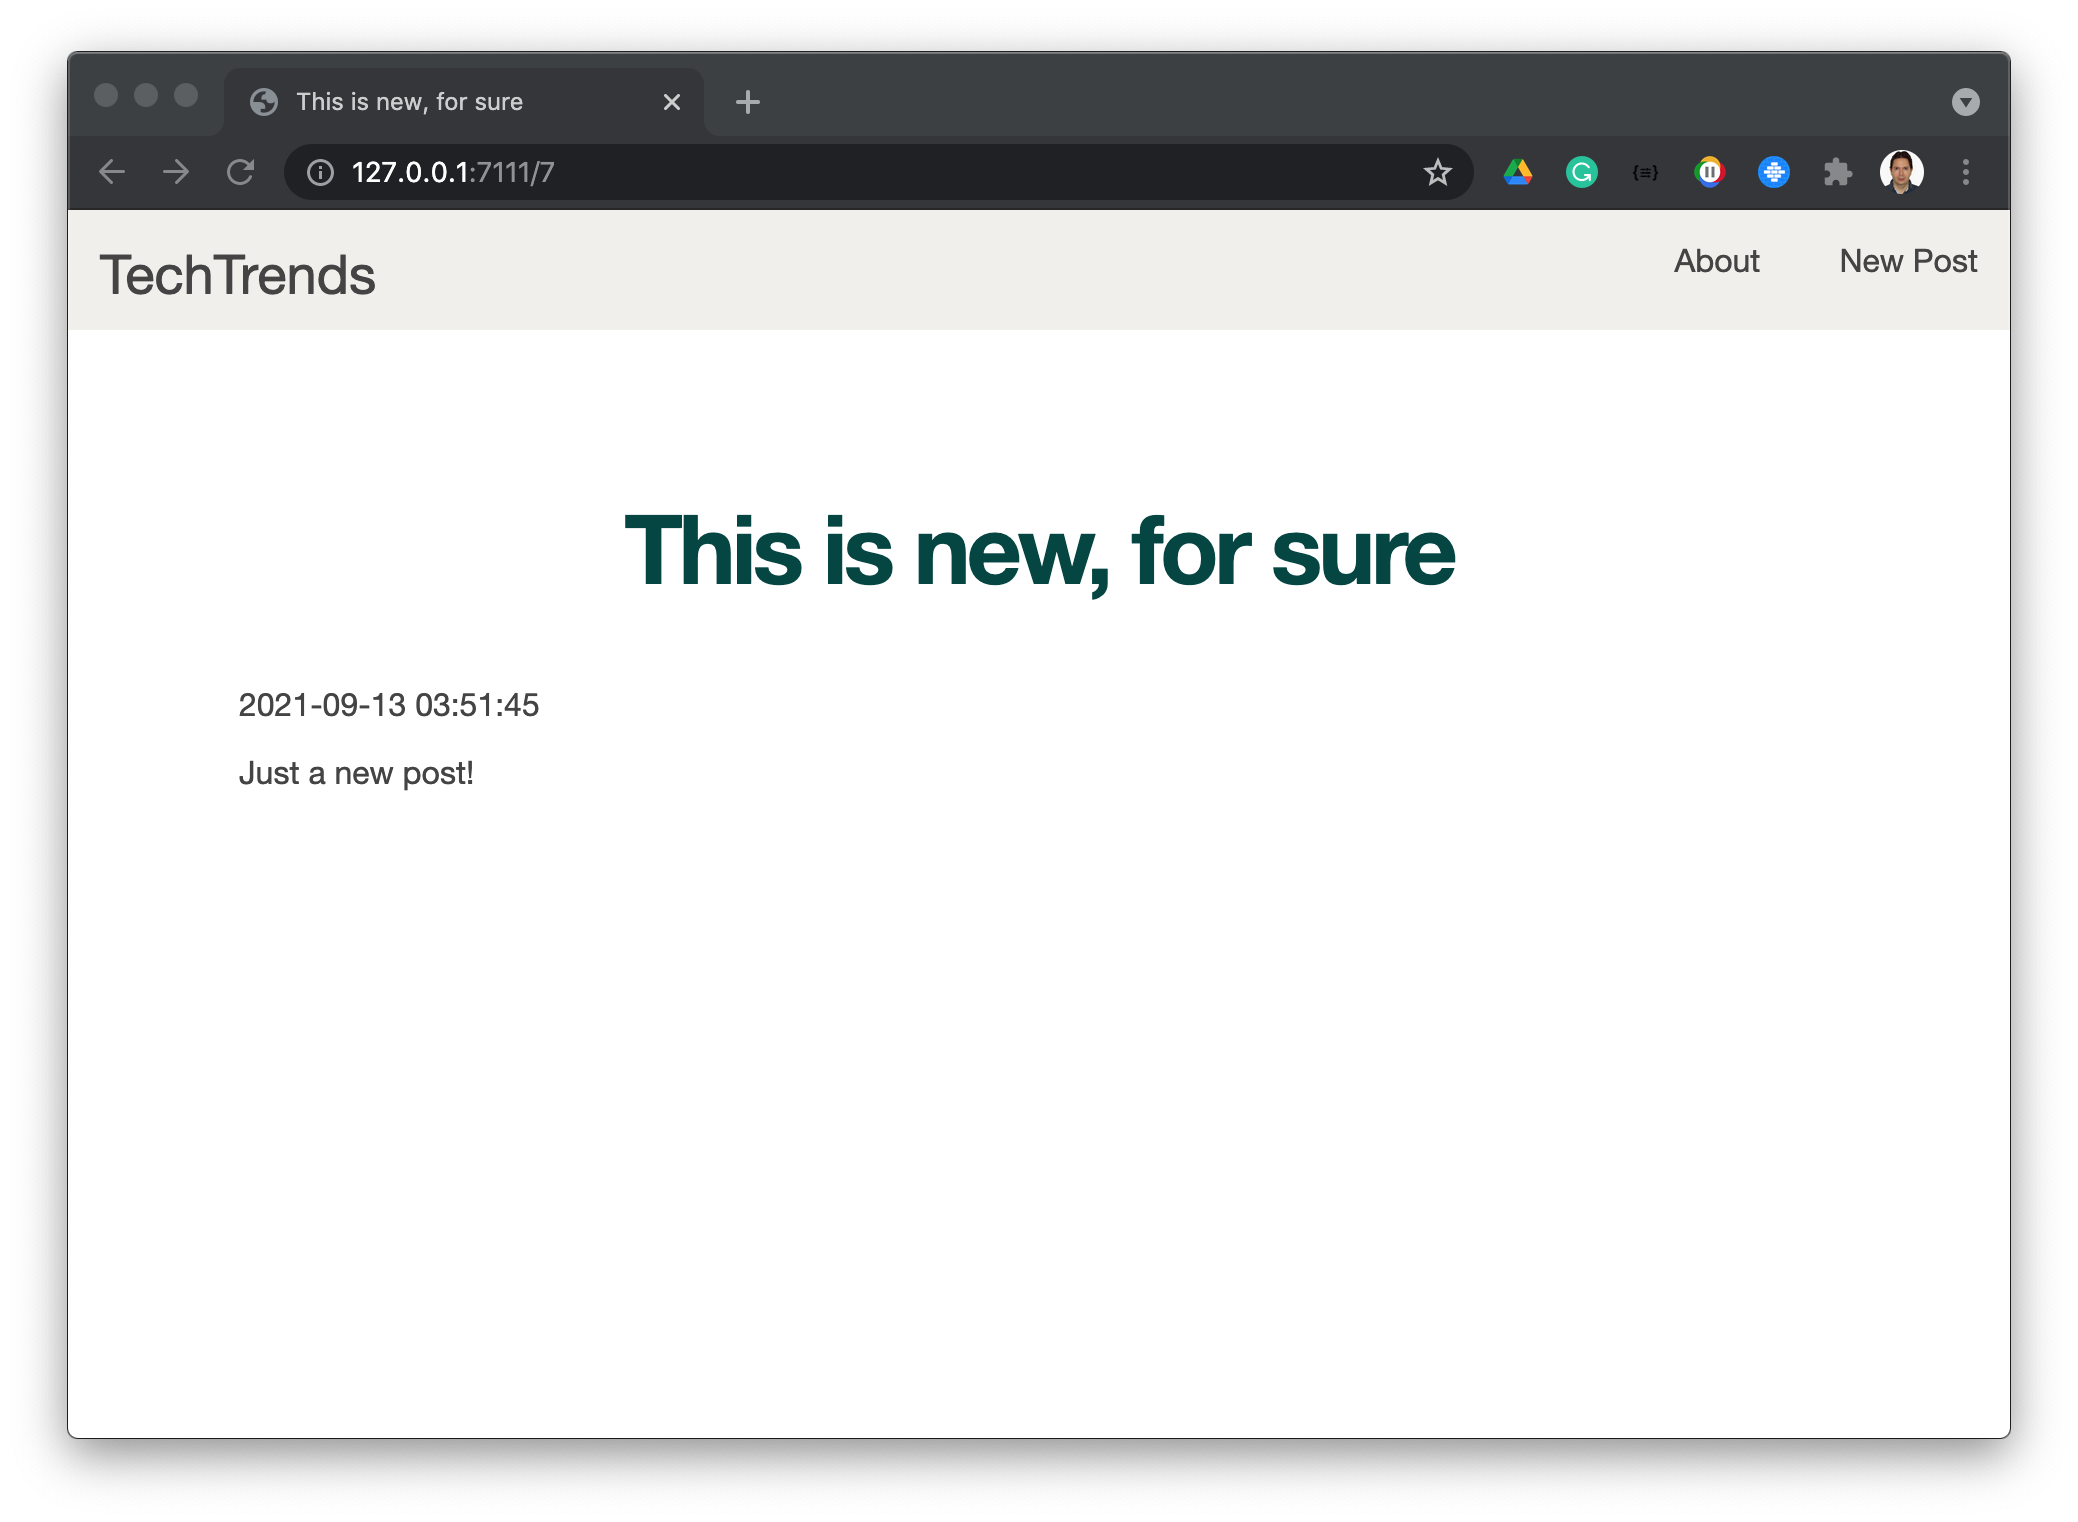 This is new, for sure
127.0.0.1:7111/7
TechTrends
About
New Post
This is new, for sure
2021-09-13 03:51:45
Just a new post!